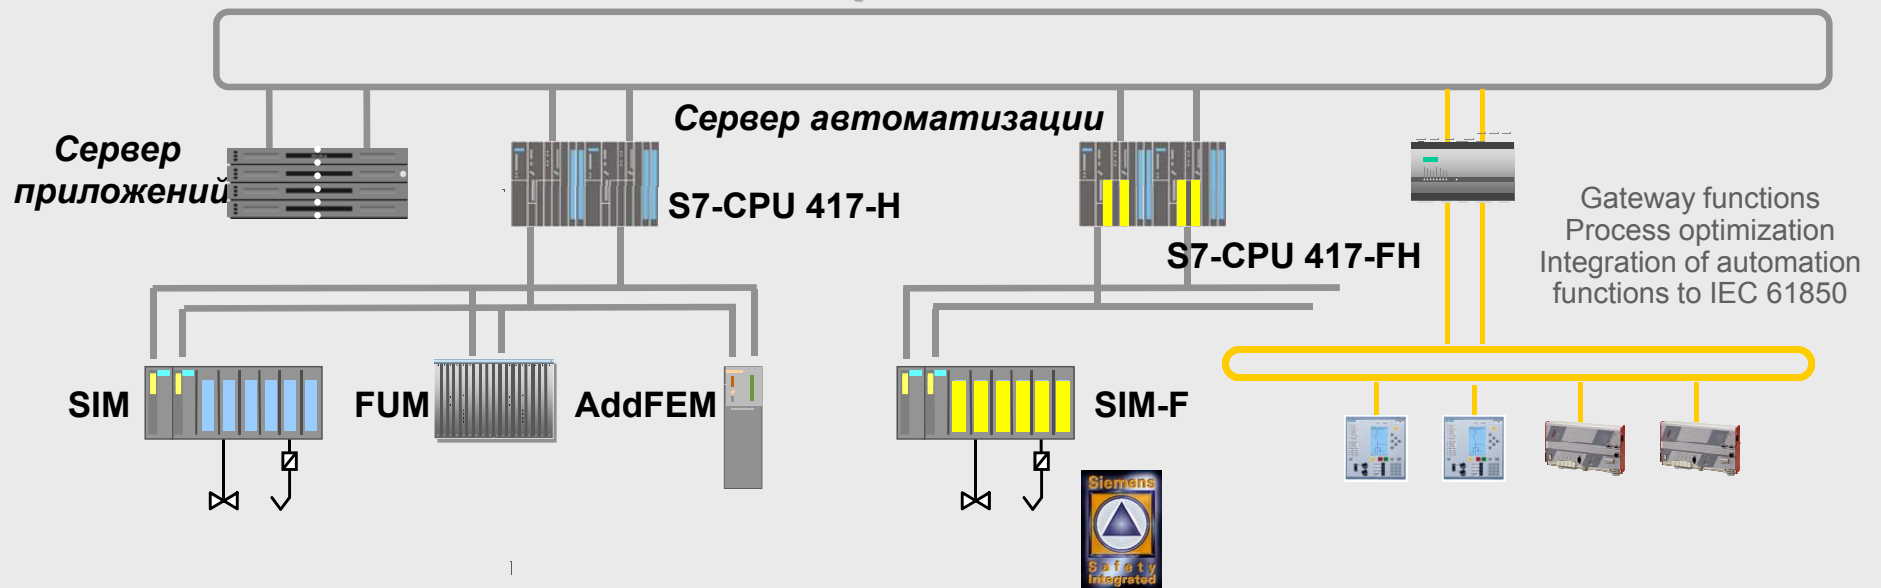 Сервер
приложений
Сервер автоматизации
S7-CPU 417-H
S7-CPU 417-FH
Gateway functions
Process optimization
Integration of automation
functions to IEC 61850
SIM
FUM
AddFEM
SIM-F
Siemens
Safety
Integrated